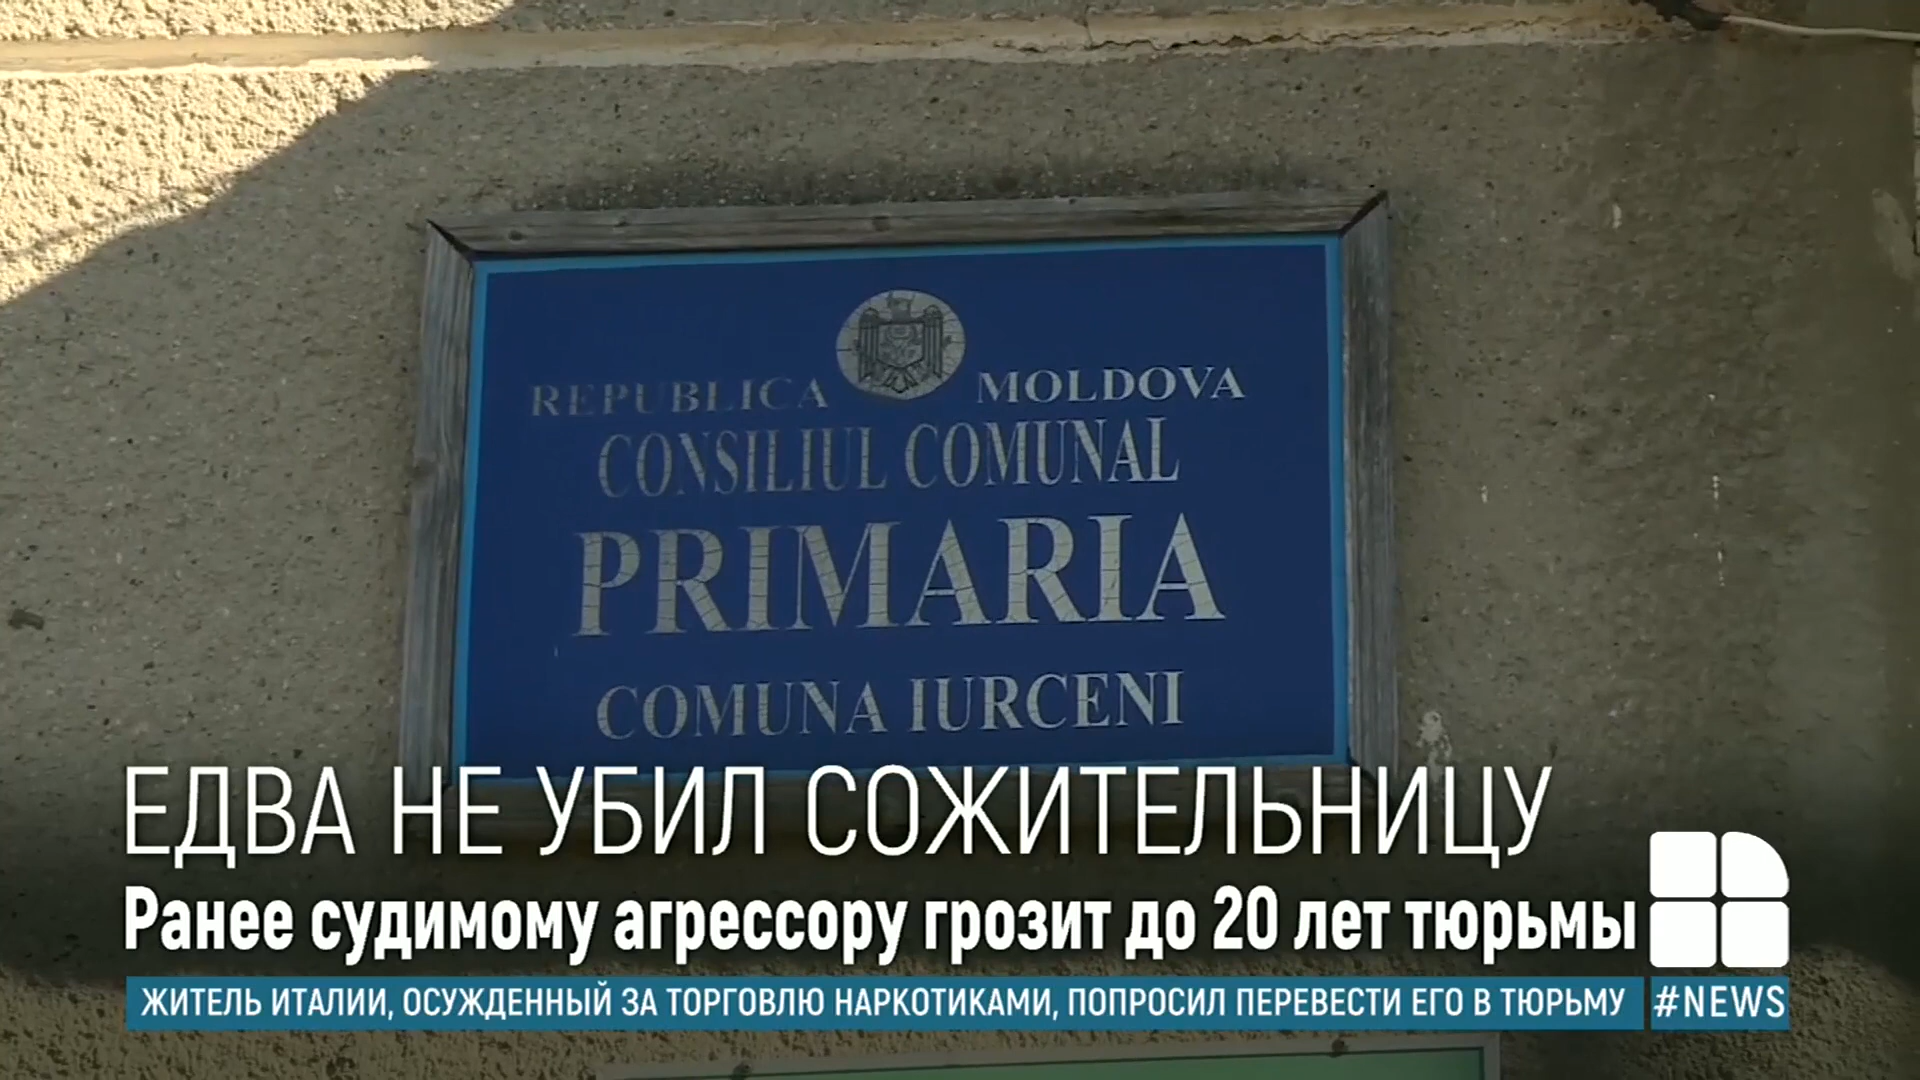 REPUBLICA MOLDOVA
CONSILIUL COMUNAL
PRIMARIA
COMUNA IURCENI
ЕДВА НЕ УБИЛ СОЖИТЕЛЬНИЦУ
Ранее судимому агрессору грозит до 20 лет тюрьмы
ЖИТЕЛЬ ИТАЛИИ, ОСУЖДЕННЫЙ ЗА ТОРГОВЛЮ НАРКОТИКАМИ, ПОПРОСИЛ ПЕРЕВЕСТИ ЕГО В ТЮРЬМУ #NEWS